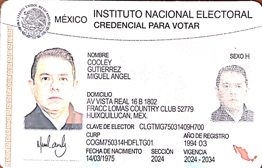 MÉXICO INSTITUTO NACIONAL ELECTORAL
CREDENCIAL PARA VOTAR
NOMBRE
COOLEY
GUTIERREZ
MIGUEL ANGEL
SEXO H
DOMICILIO
AV VISTA REAL 16 B 1802
FRACC LOMAS COUNTRY CLUB 52779
HUIXQUILUCAN, MEX.
CLAVE DE ELECTOR CLGTMG75031409H700
CURP
COGM750314HDFLTG01
AÑO DE REGISTRO
1994 03
FECHA DE NACIMIENTO
14/03/1975
SECCIÓN
2024
VIGENCIA
2024 - 2034